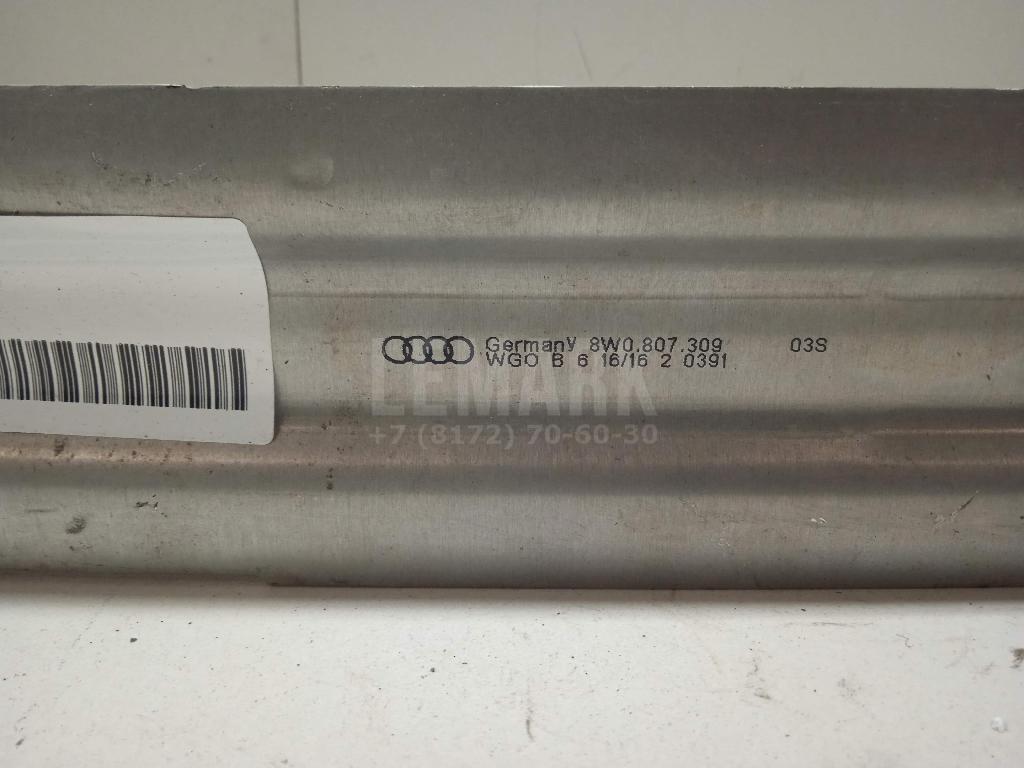 GermanY 8W0.807.309 03S
WGO B 6 16/16 2 0391
LEMARK
+7 (8172) 70-60-30